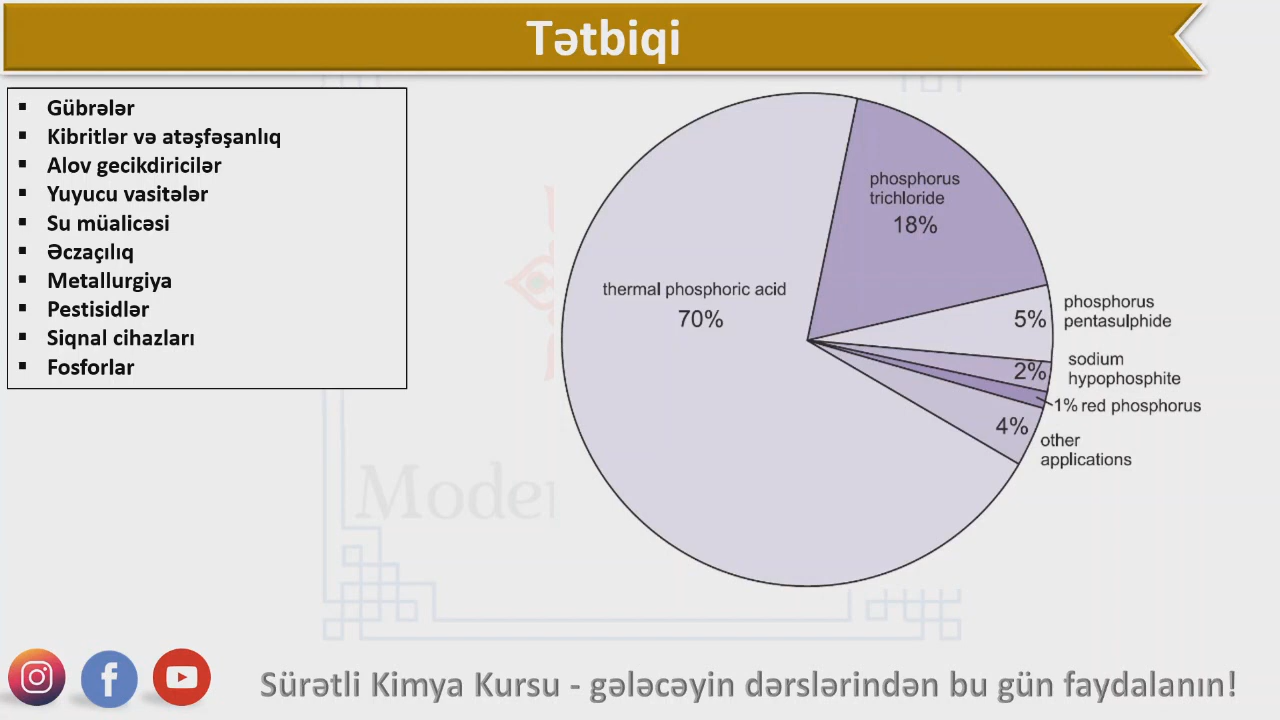 Tətbiqi
▪ Gübrələr
▪ Kibritlər və atəşfəşanlıq
▪ Alov gecikdiricilər
▪ Yuyucu vasitələr
▪ Su müalicəsi
▪ Əczaçılıq
▪ Metallurgiya
▪ Pestisidlər
▪ Siqnal cihazları
▪ Fosforlar
phosphorus
trichloride
18%
thermal phosphoric acid
70%
phosphorus
pentasulphide
5%
sodium
hypophosphite
2%
1% red phosphorus
4%
other
applications
Moder
Sürətli Kimya Kursu - gələcəyin dərslərindən bu gün faydalanın!